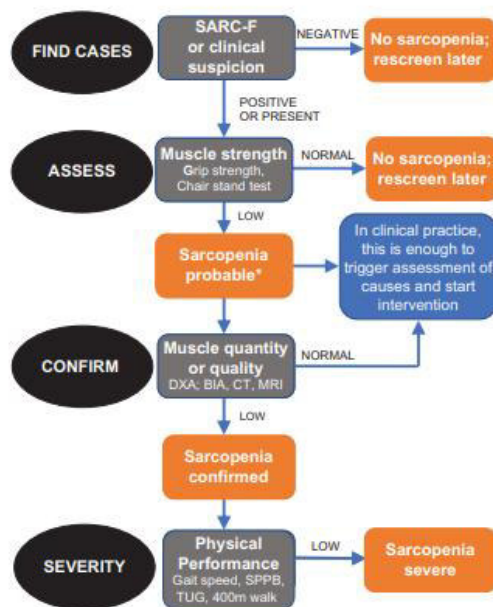 FIND CASES
SARC-F
or clinical
suspicion
NEGATIVE
No sarcopenia;
rescreen later
POSITIVE
OR PRESENT
ASSESS
Muscle strength
Grip strength,
Chair stand test
NORMAL
No sarcopenia;
rescreen later
LOW
Sarcopenia
probable*
In clinical practice,
this is enough to
trigger assessment of
causes and start
intervention
CONFIRM
Muscle quantity
or quality
DXA; BIA, CT, MRI
NORMAL
LOW
Sarcopenia
confirmed
SEVERITY
Physical
Performance
Gait speed, SPPB,
TUG, 400m walk
LOW
Sarcopenia
severe